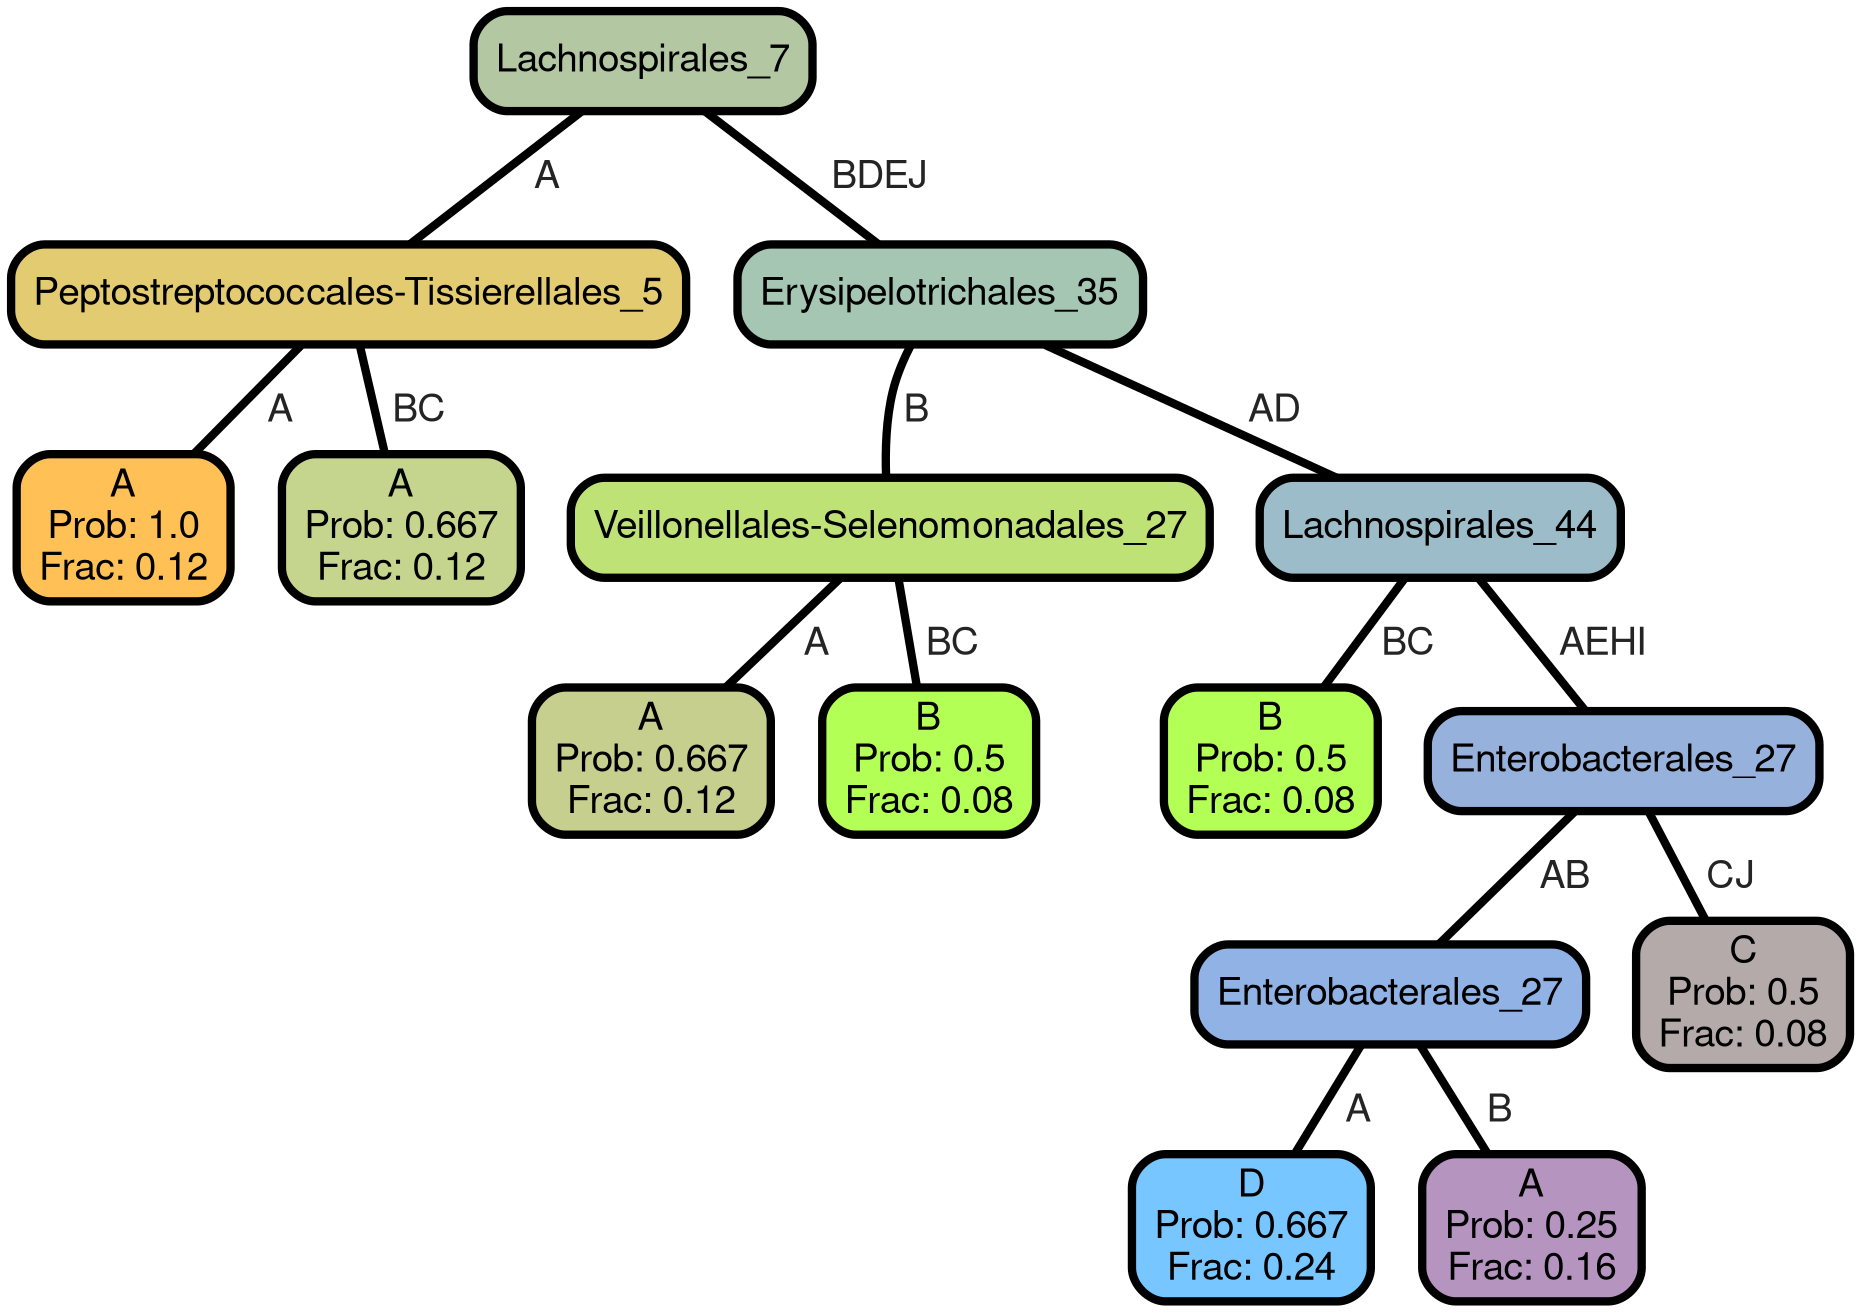 Lachnospirales_7
A
BDEJ
Peptostreptococcales-Tissierellales_5
Erysipelotrichales_35
A
BC
B
AD
A
Prob: 1.0
Frac: 0.12
A
Prob: 0.667
Frac: 0.12
Veillonellales-Selenomonadales_27
Lachnospirales_44
A
BC
BC
AEHI
A
Prob: 0.667
Frac: 0.12
B
Prob: 0.5
Frac: 0.08
B
Prob: 0.5
Frac: 0.08
Enterobacterales_27
AB
CJ
Enterobacterales_27
C
Prob: 0.5
Frac: 0.08
A
B
D
Prob: 0.667
Frac: 0.24
A
Prob: 0.25
Frac: 0.16